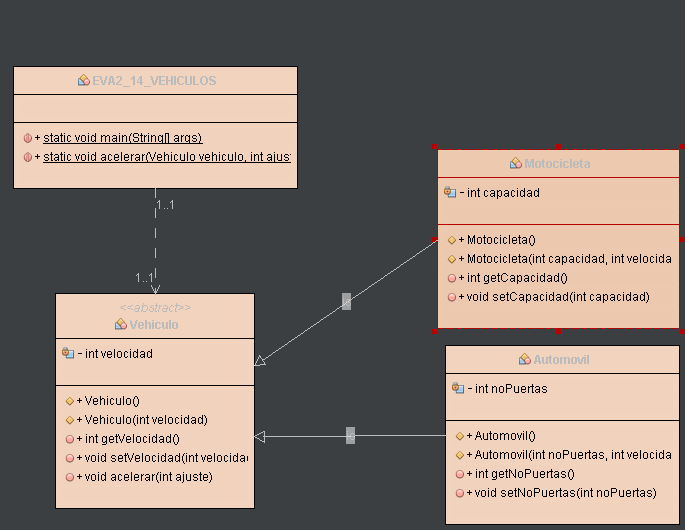 EVA2_14_VEHICULOS
+ static void main(String[] args)
+ static void acelerar(Vehiculo vehiculo, int ajust
1..1
1..1
<<abstract>>
Vehiculo
- int velocidad
+ Vehiculo()
+ Vehiculo(int velocidad)
+ int getVelocidad()
+ void setVelocidad(int velocidad
+ void acelerar(int ajuste)
Motocicleta
- int capacidad
+ Motocicleta()
+ Motocicleta(int capacidad, int velocida
+ int getCapacidad()
+ void setCapacidad(int capacidad)
Automovil
- int noPuertas
+ Automovil()
+ Automovil(int noPuertas, int velocida
+ int getNoPuertas()
+ void setNoPuertas(int noPuertas)